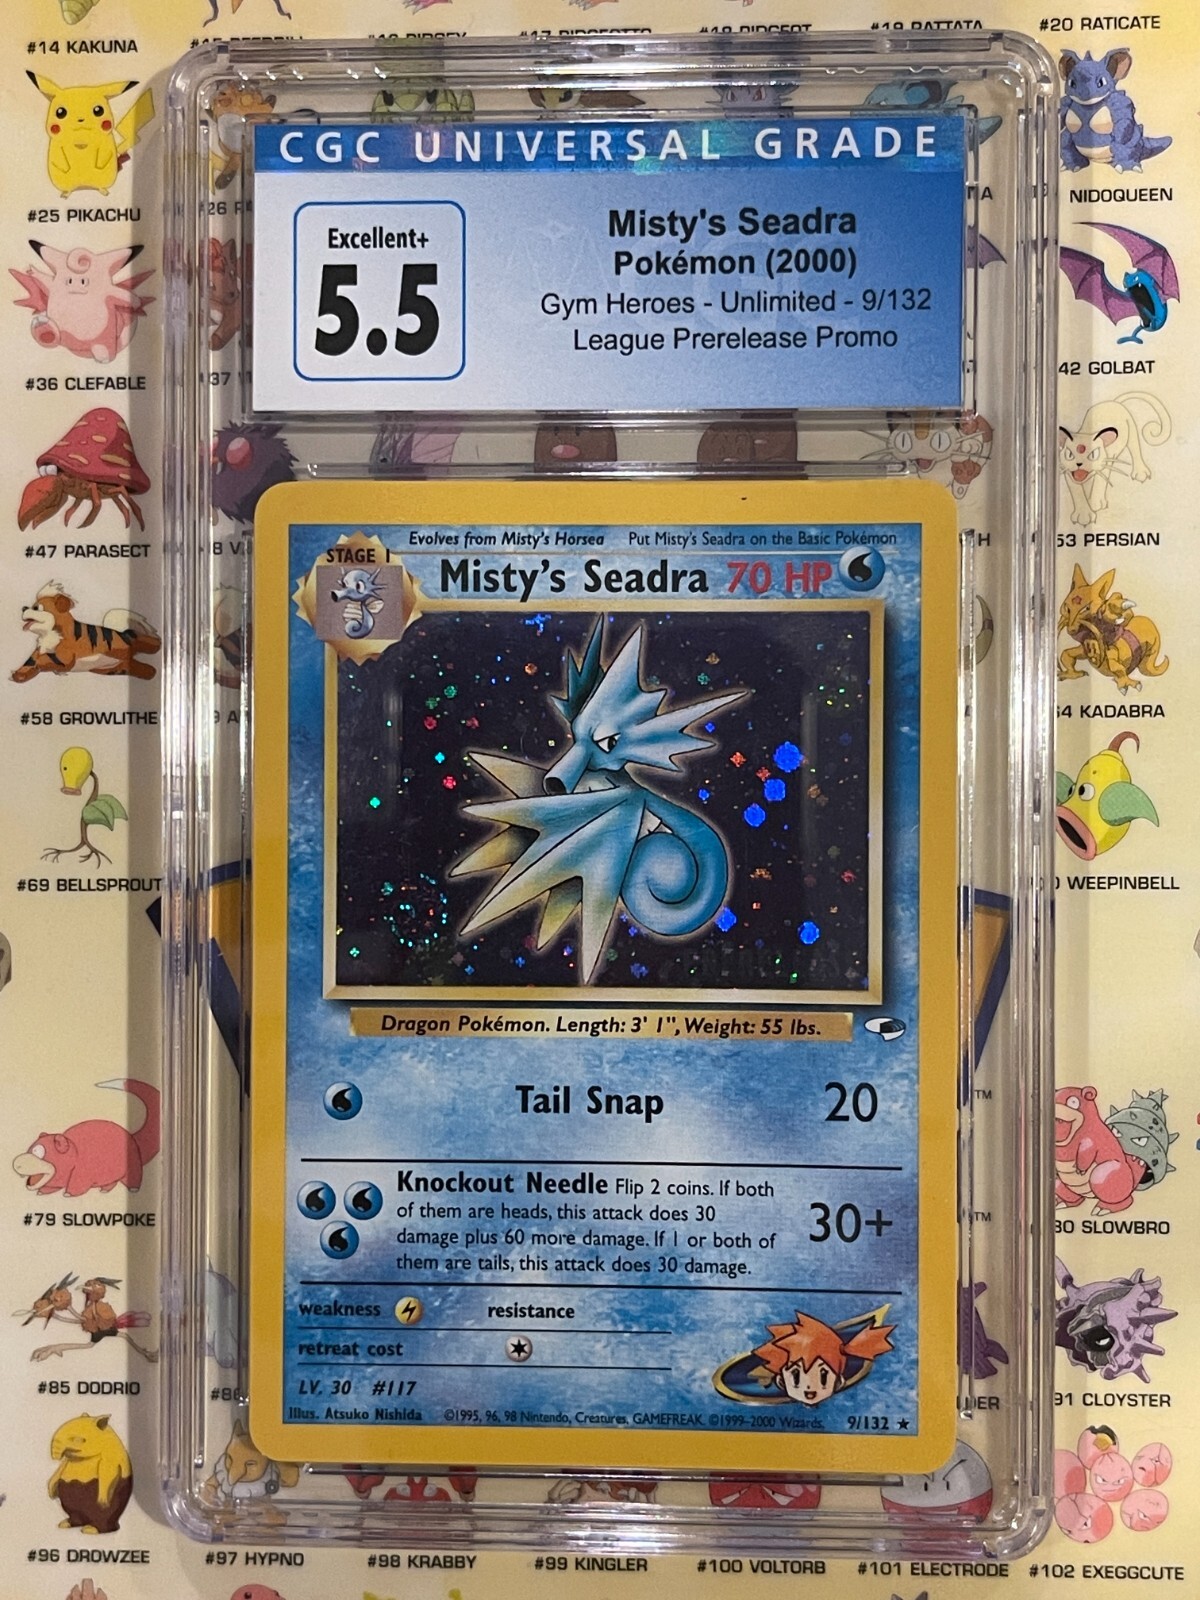 #14 KAKUNA
#20 RATICATE
#25 PIKACHU
NIDOQUEEN
#36 CLEFABLE
42 GOLBAT
#47 PARASECT
53 PERSIAN
#58 GROWLITHE
64 KADABRA
#69 BELLSPROUT
WEEPINBELL
#79 SLOWPOKE
80 SLOWBRO
#85 DODRIO
91 CLOYSTER
#96 DROWZEE
#97 HYPNO
#98 KRABBY
#99 KINGLER
#100 VOLTORB
#101 ELECTRODE
#102 EXEGGCUTE
TM
TM
CGC UNIVERSAL GRADE
Excellent+
5.5
Misty's Seadra
Pokémon (2000)
Gym Heroes - Unlimited - 9/132
League Prerelease Promo
Evolves from Misty's Horsea Put Misty's Seadra on the Basic Pokémon
STAGE 1
Misty's Seadra 70 HP
Dragon Pokémon. Length: 3' 1", Weight: 55 lbs.
Tail Snap 20
Knockout Needle Flip 2 coins. If both
of them are heads, this attack does 30
damage plus 60 more damage. If 1 or both of
them are tails, this attack does 30 damage.
30+
weakness resistance
retreat cost
LV. 30 #117
Illus. Atsuko Nishida ©1995, 96, 98 Nintendo, Creatures, GAMEFREAK. ©1999-2000 Wizards. 9/132 ★